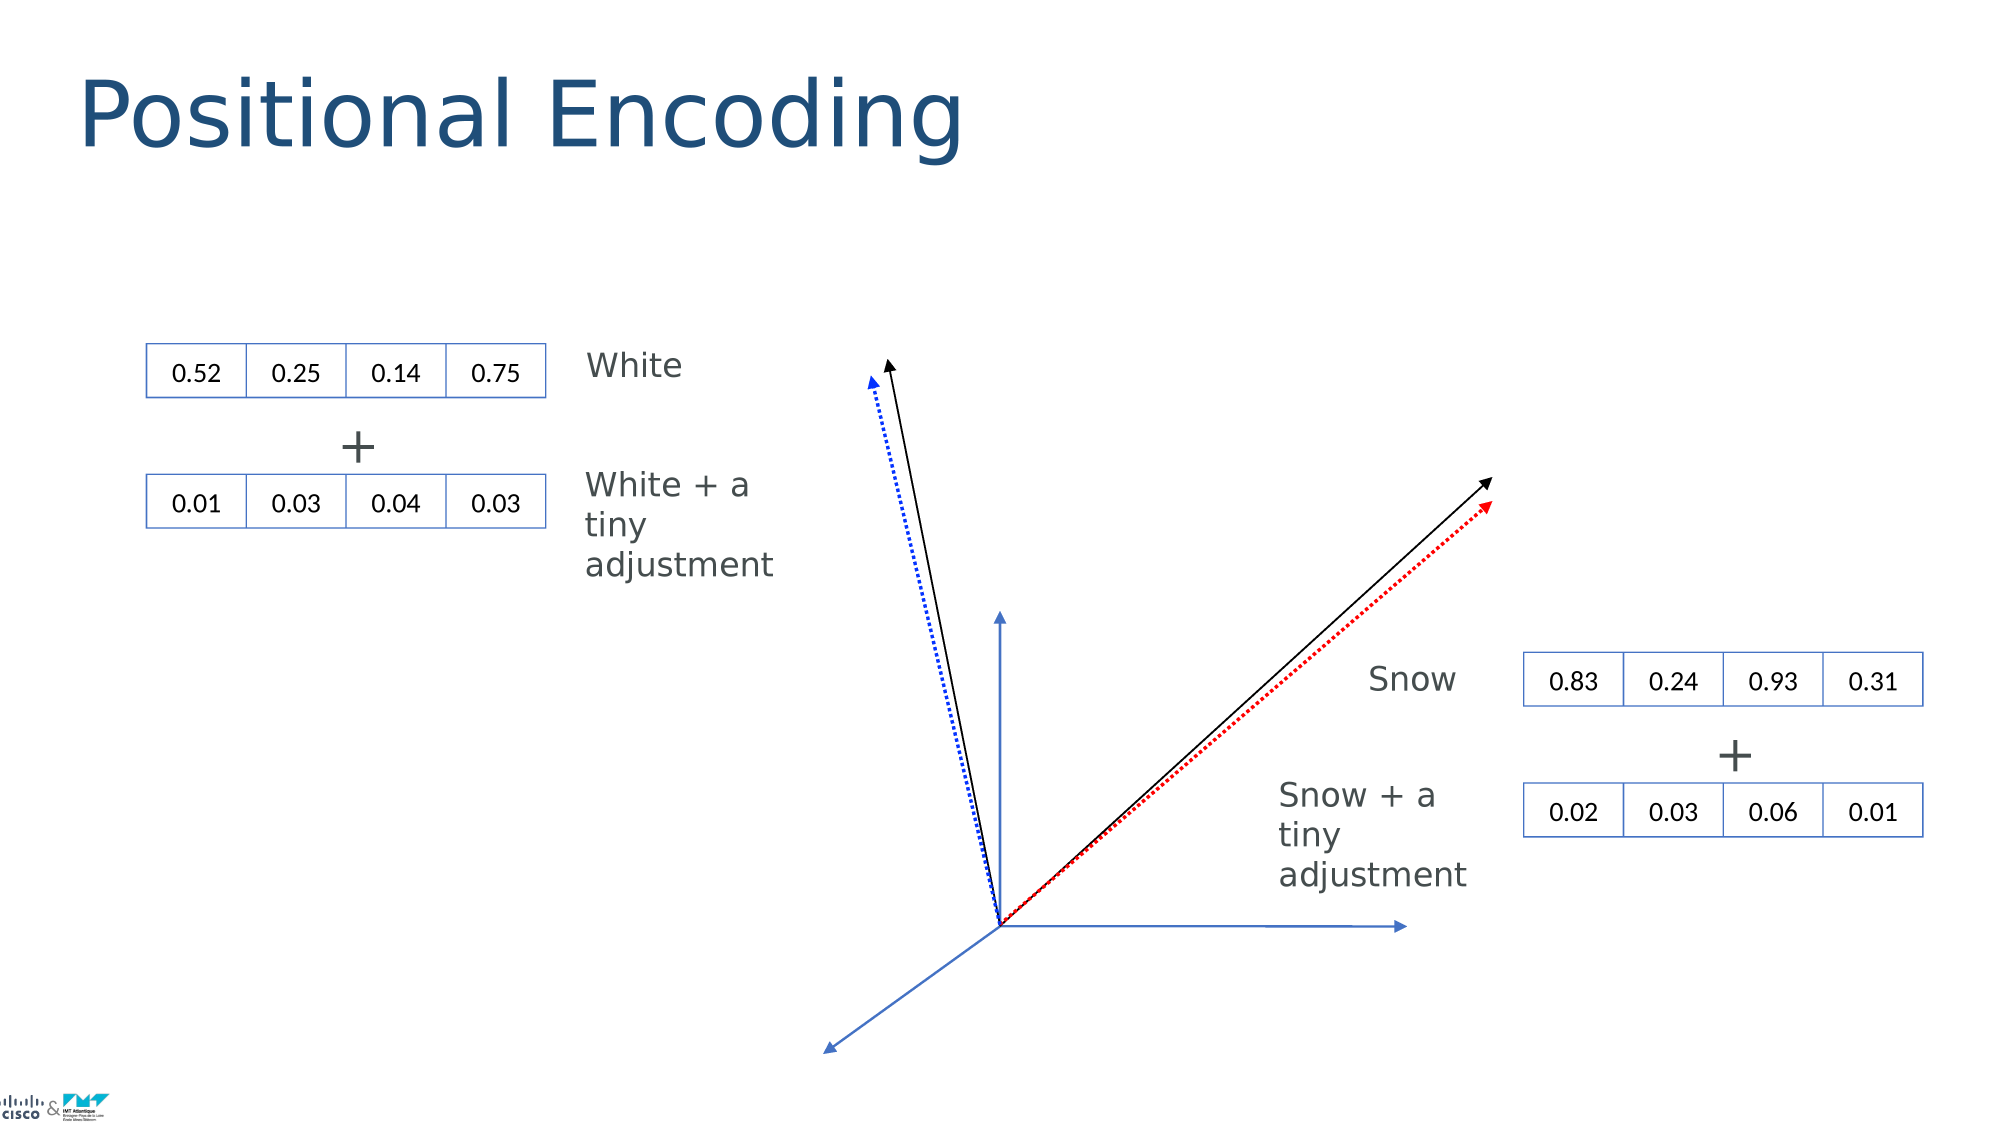 Positional Encoding
0.52 0.25 0.14 0.75
White
+
0.01 0.03 0.04 0.03
White + a
tiny
adjustment
Snow
0.83 0.24 0.93 0.31
+
Snow + a
tiny
adjustment
0.02 0.03 0.06 0.01
CISCO & IMT Atlantique